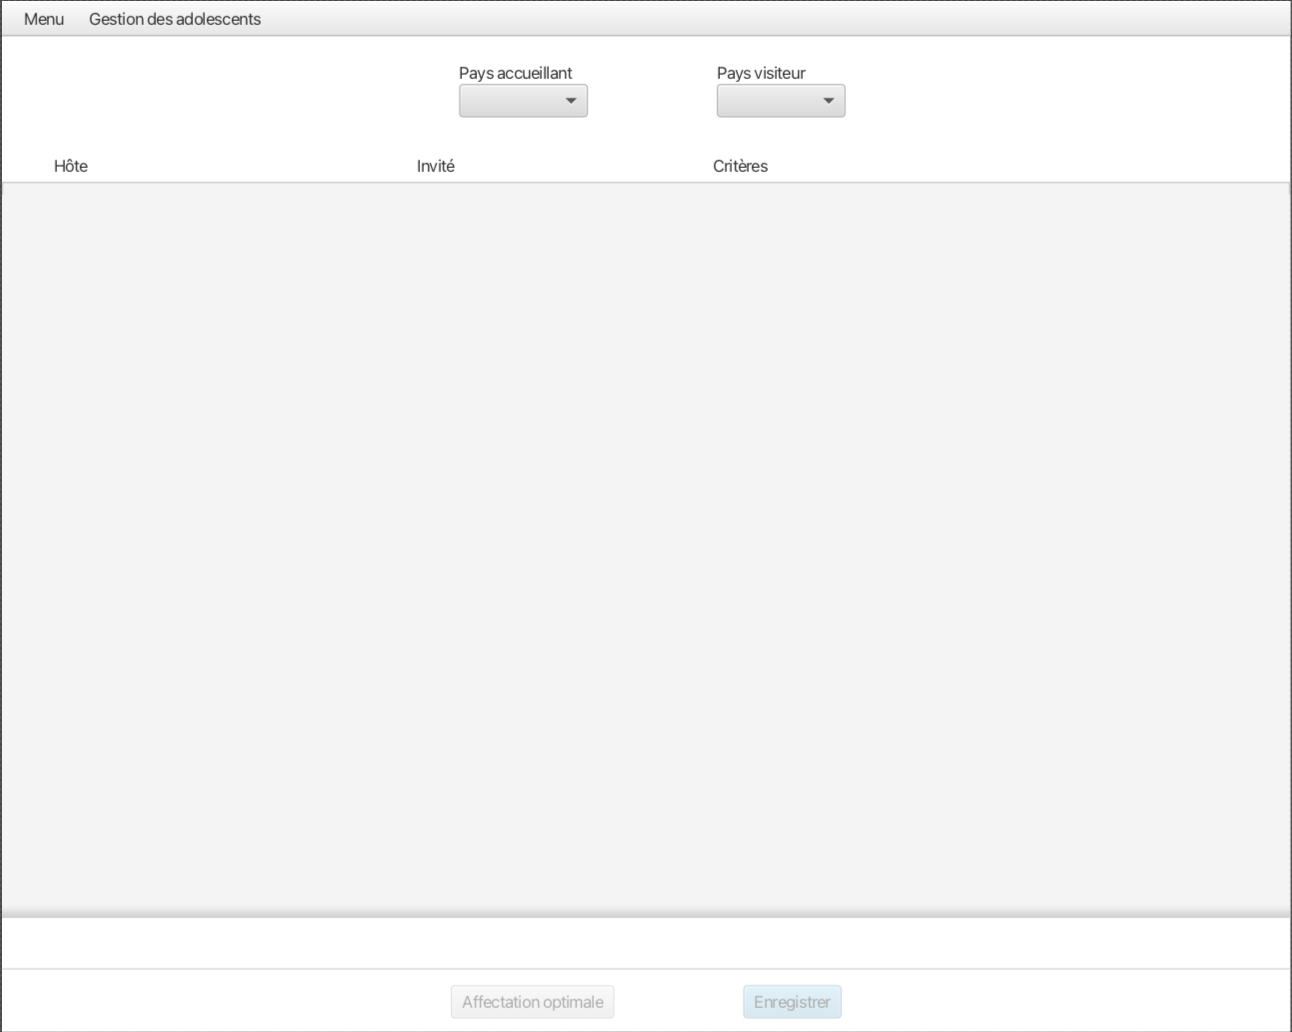 Menu Gestion des adolescents
Pays accueillant Pays visiteur
Hôte Invité Critères
Affectation optimale Enregistrer